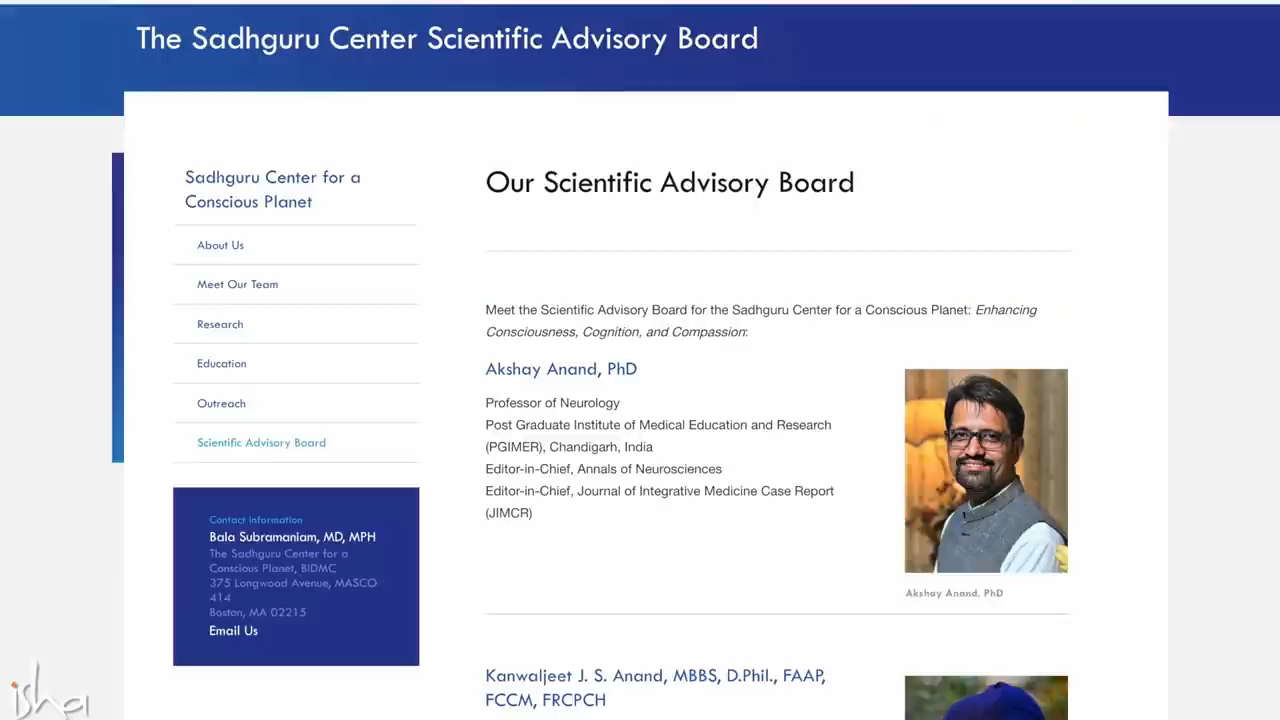 The Sadhguru Center Scientific Advisory Board
Sadhguru Center for a
Conscious Planet
About Us
Meet Our Team
Research
Education
Outreach
Scientific Advisory Board
Contact Information
Bala Subramaniam, MD, MPH
The Sadhguru Center for a
Conscious Planet, BIDMC
375 Longwood Avenue, MASCO
414
Boston, MA 02215
Email Us
Our Scientific Advisory Board
Meet the Scientific Advisory Board for the Sadhguru Center for a Conscious Planet: Enhancing
Consciousness, Cognition, and Compassion:
Akshay Anand, PhD
Professor of Neurology
Post Graduate Institute of Medical Education and Research
(PGIMER), Chandigarh, India
Editor-in-Chief, Annals of Neurosciences
Editor-in-Chief, Journal of Integrative Medicine Case Report
(JIMCR)
Akshay Anand, PhD
Kanwaljeet J. S. Anand, MBBS, D.Phil., FAAP,
FCCM, FRCPCH
isha